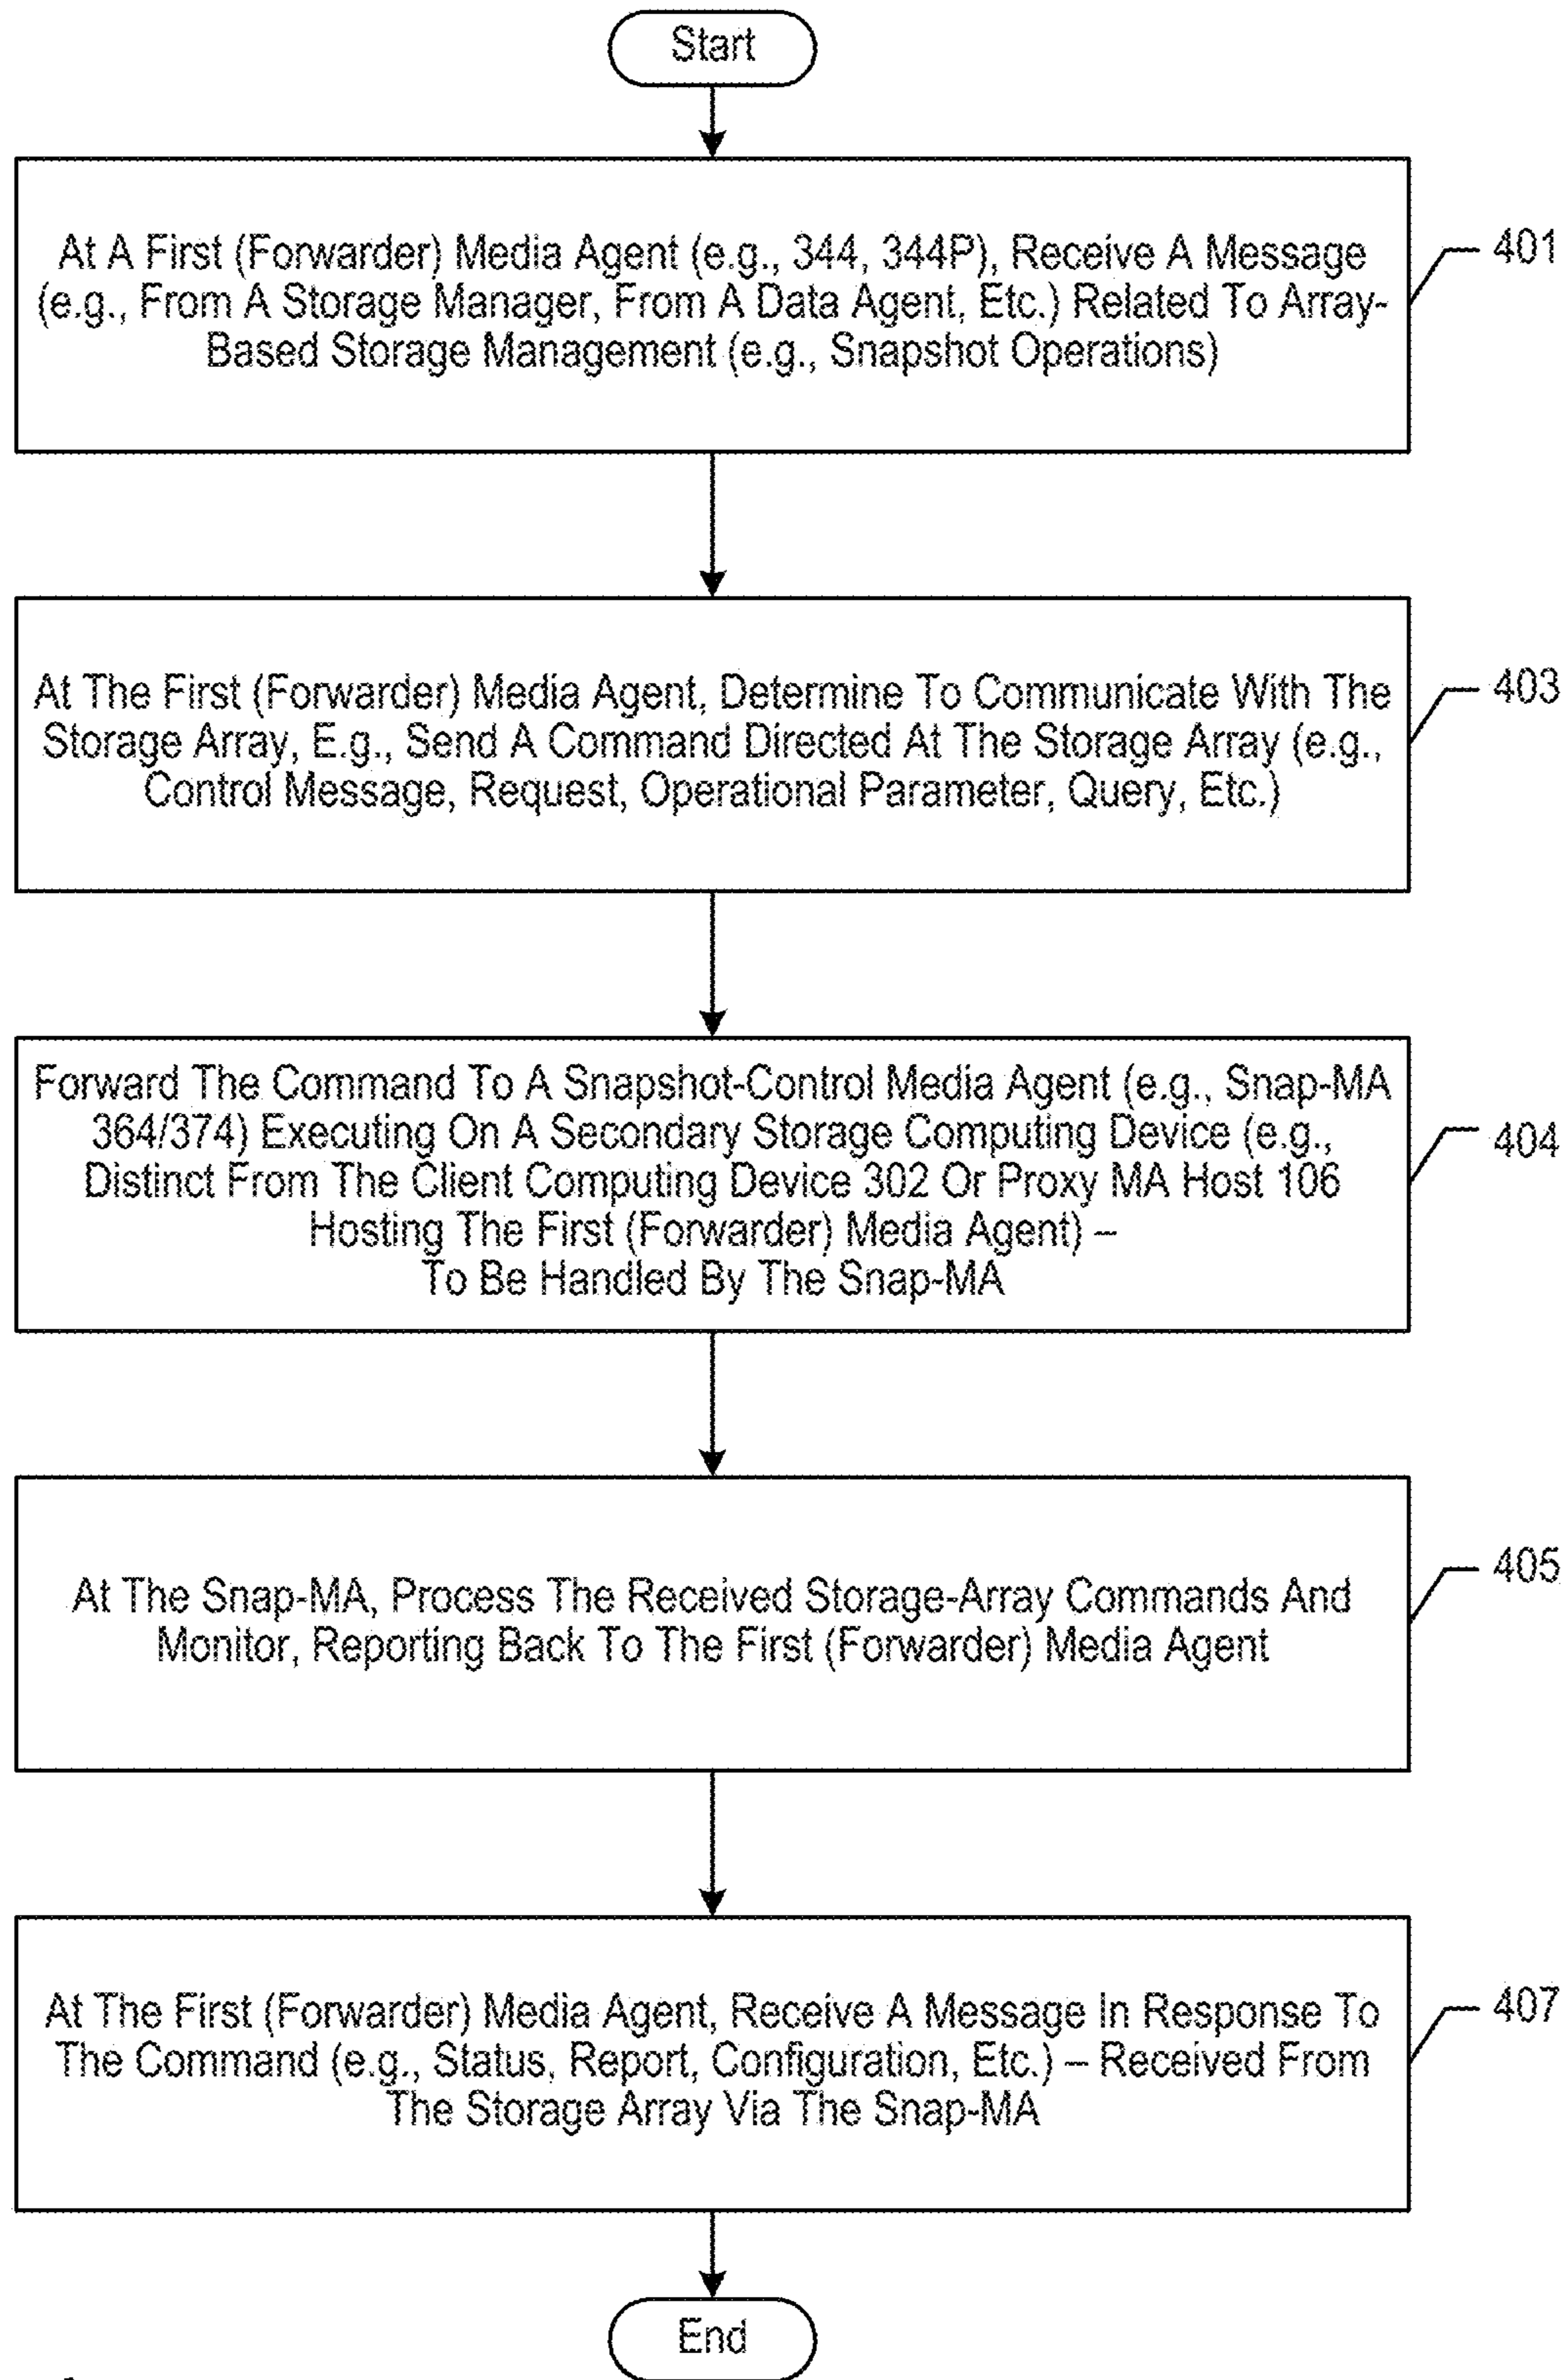 Start
At A First (Forwarder) Media Agent (e.g., 344, 344P), Receive A Message
(e.g., From A Storage Manager, From A Data Agent, Etc.) Related To Array-
Based Storage Management (e.g., Snapshot Operations)
401
At The First (Forwarder) Media Agent, Determine To Communicate With The
Storage Array, E.g., Send A Command Directed At The Storage Array (e.g.,
Control Message, Request, Operational Parameter, Query, Etc.)
403
Forward The Command To A Snapshot-Control Media Agent (e.g., Snap-MA
364/374) Executing On A Secondary Storage Computing Device (e.g.,
Distinct From The Client Computing Device 302 Or Proxy MA Host 106
Hosting The First (Forwarder) Media Agent) –
To Be Handled By The Snap-MA
404
At The Snap-MA, Process The Received Storage-Array Commands And
Monitor, Reporting Back To The First (Forwarder) Media Agent
405
At The First (Forwarder) Media Agent, Receive A Message In Response To
The Command (e.g., Status, Report, Configuration, Etc.) – Received From
The Storage Array Via The Snap-MA
407
End